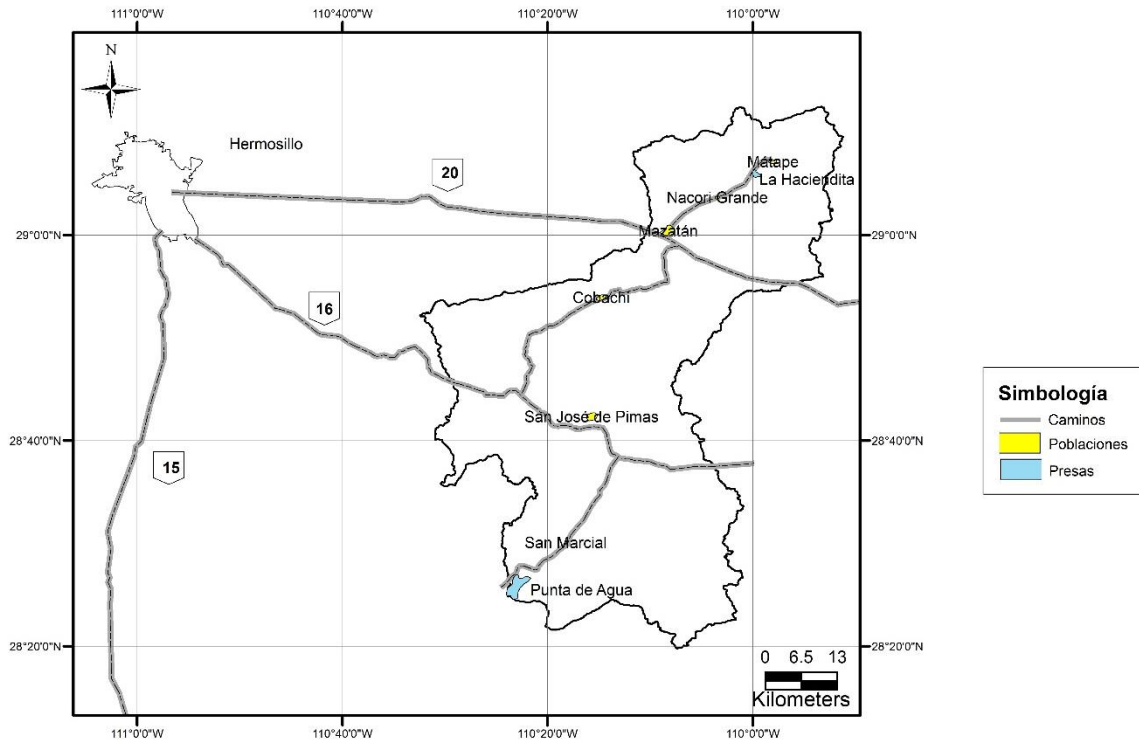 111°0'0"W 110°40'0"W 110°20'0"W 110°0'0"W
N
Hermosillo
20
Mátape
La Haciendita
Nacori Grande
Mazatán
29°0'0"N 29°0'0"N
Cobachi
16
San José de Pimas
28°40'0"N 28°40'0"N
15
San Marcial
Punta de Agua
28°20'0"N 28°20'0"N
0 6.5 13
Kilometers
111°0'0"W 110°40'0"W 110°20'0"W 110°0'0"W
Simbología
Caminos
Poblaciones
Presas